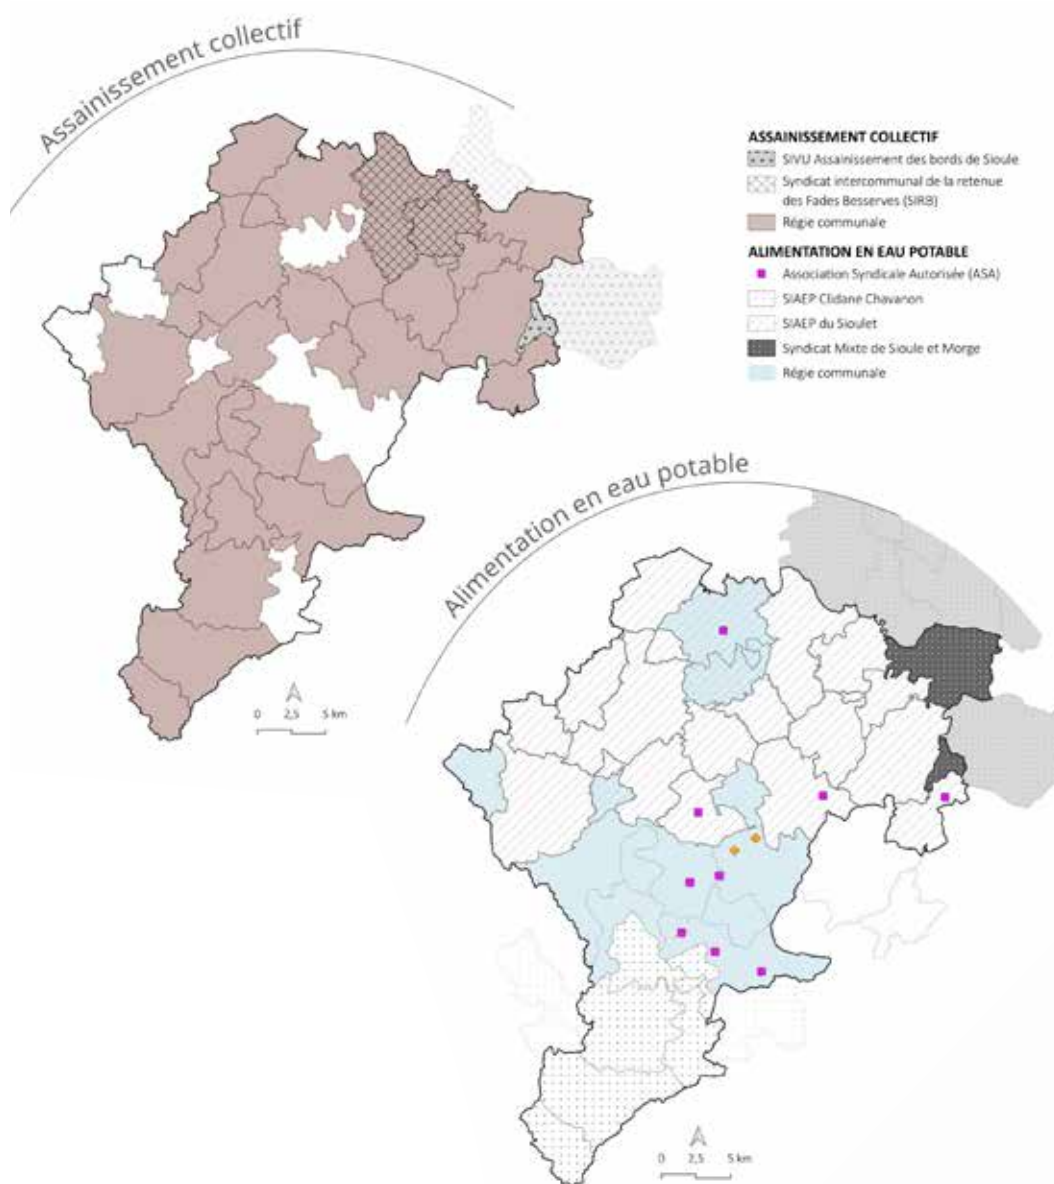 Assainissement collectif
ASSAINISSEMENT COLLECTIF
SIVU Assainissement des bords de Sioule
Syndicat intercommunal de la retenue
des Fades Besserves (SIRB)
Régie communale
ALIMENTATION EN EAU POTABLE
Association Syndicale Autorisée (ASA)
SIAEP Clidane Chavanon
SIAEP du Sioulet
Syndicat Mixte de Sioule et Morge
Régie communale
0 2,5 5 km
Alimentation en eau potable
0 2,5 5 km